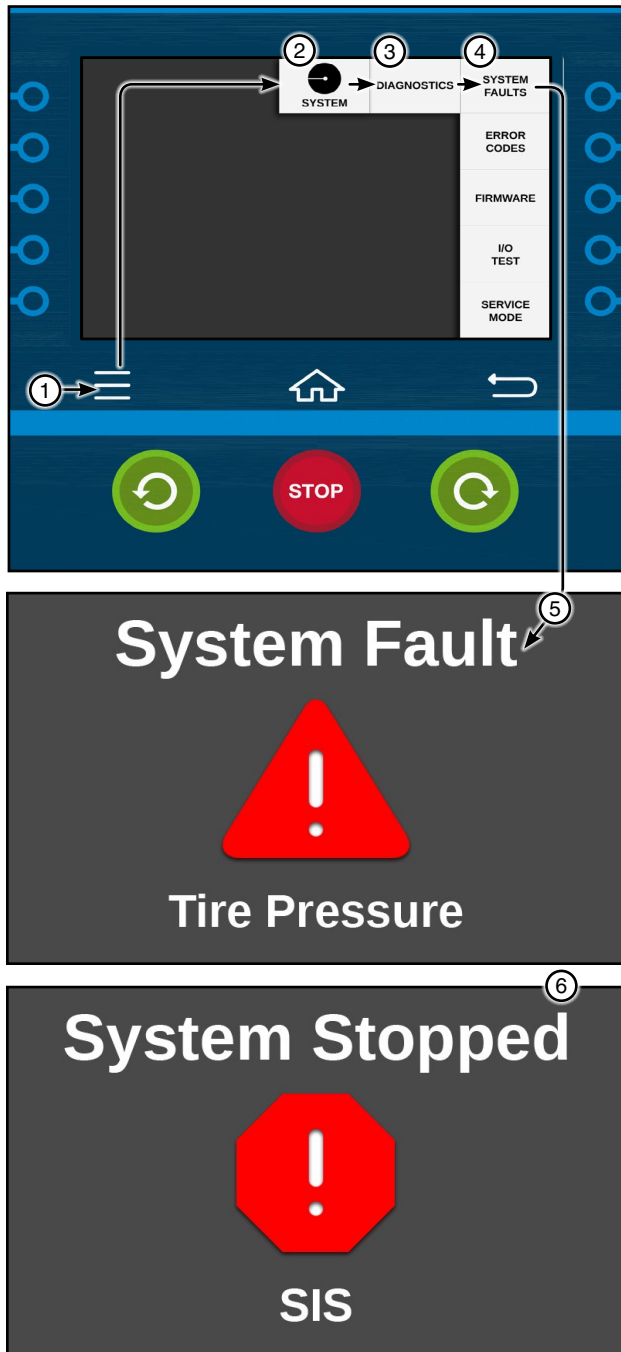 2
3
4
SYSTEM
DIAGNOSTICS
SYSTEM
FAULTS
ERROR
CODES
FIRMWARE
I/O
TEST
SERVICE
MODE
1
STOP
5
System Fault
Tire Pressure
6
System Stopped
SIS